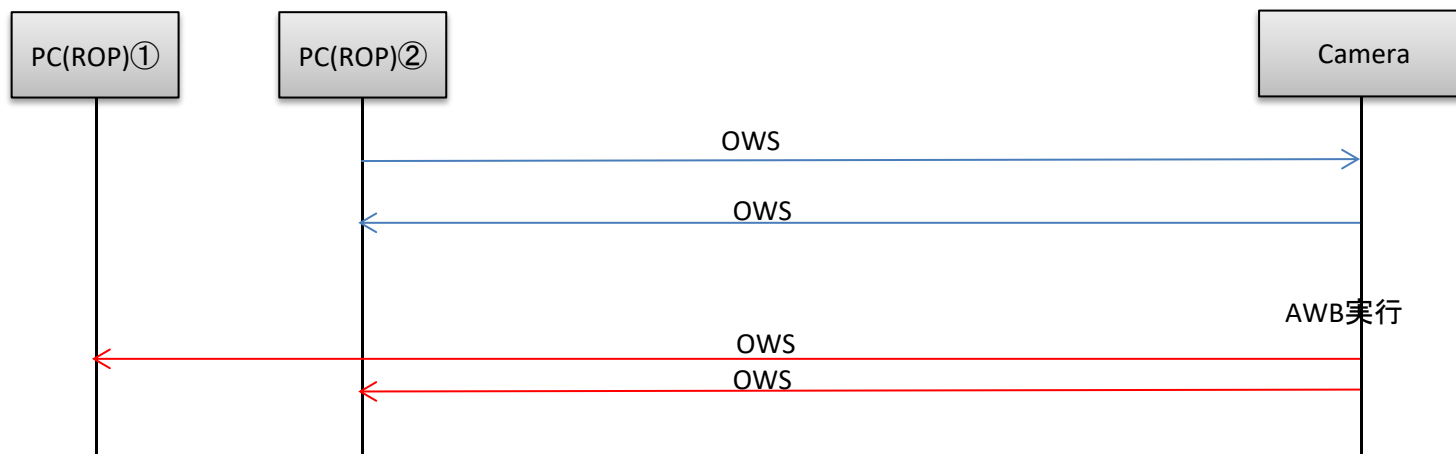 PC(ROP)①
PC(ROP)②
Camera
OWS
OWS
AWB実行
OWS
OWS